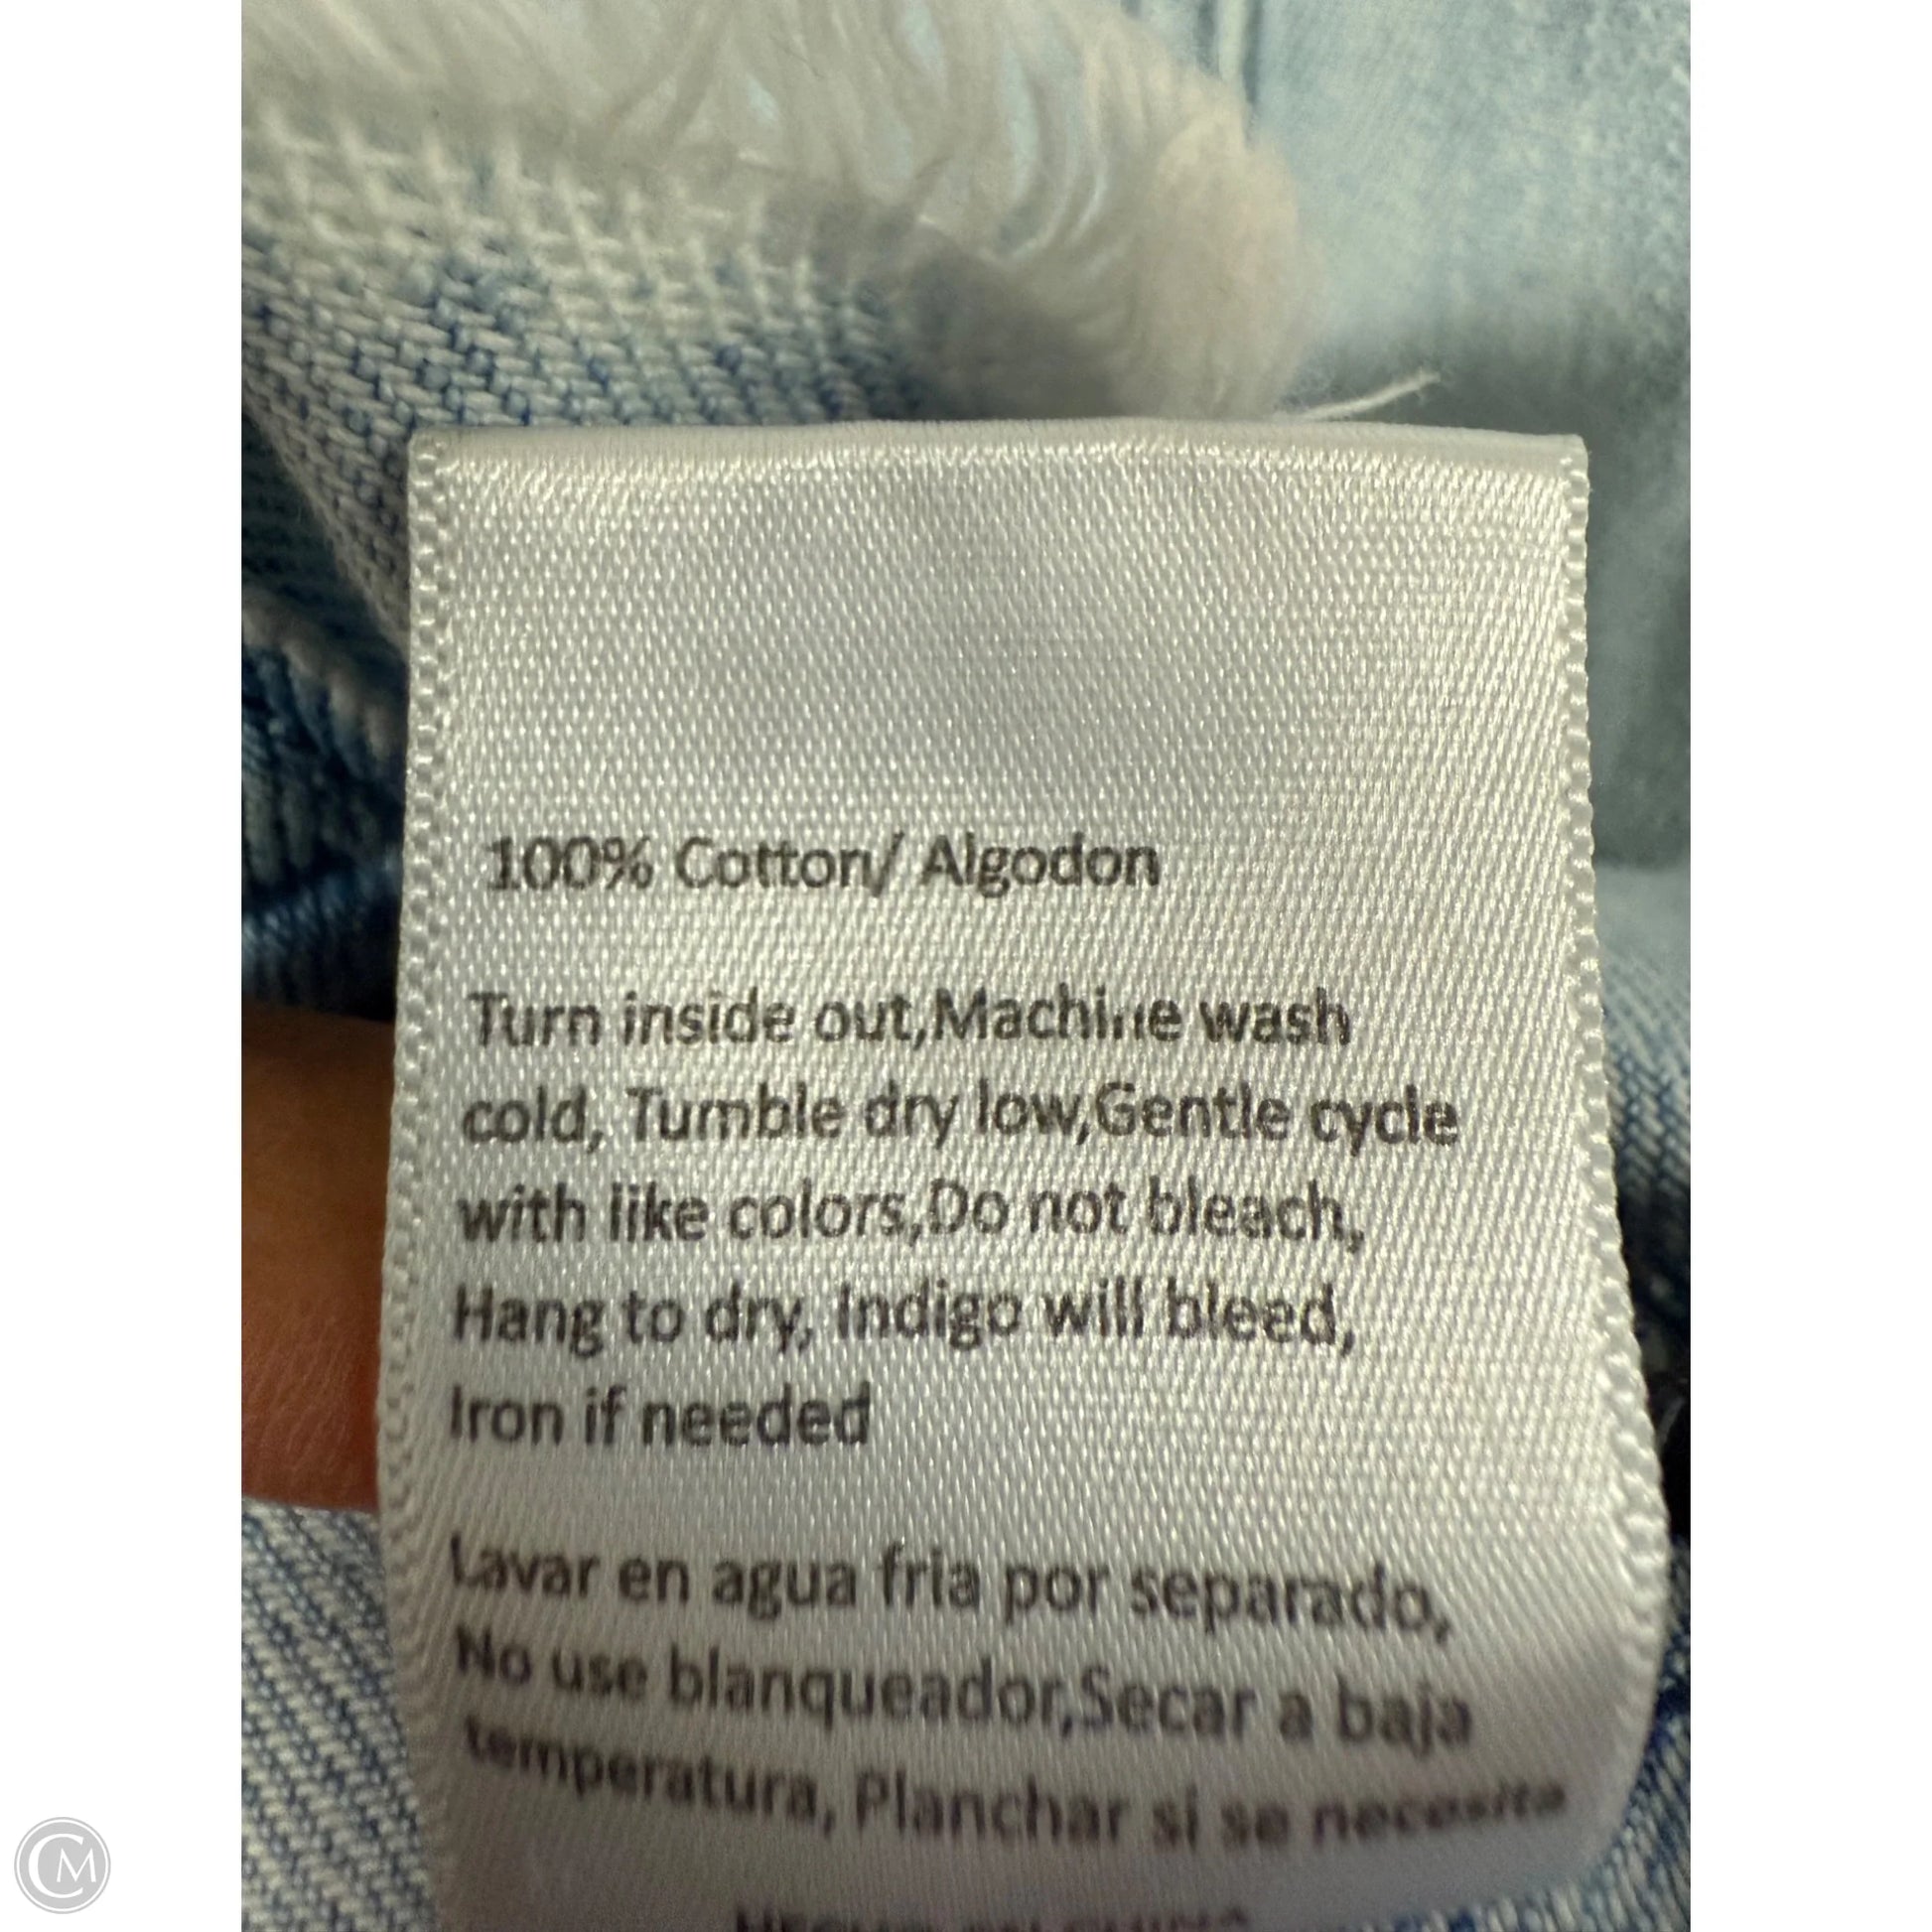 100% Cotton/ Algodon
Turn inside out,Machine wash
cold, Tumble dry low,Gentle cycle
with like colors,Do not bleach,
Hang to dry, Indigo will bleed,
Iron if needed
Lavar en agua fria por separado,
No use blanqueador,Secar a baja
temperatura, Planchar si se necesita
CM